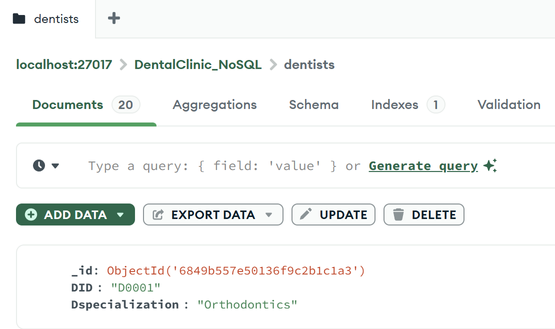 dentists
localhost:27017 > DentalClinic_NoSQL > dentists
Documents 20 Aggregations Schema Indexes 1 Validation
Type a query: { field: 'value' } or Generate query
ADD DATA EXPORT DATA UPDATE DELETE
_id: ObjectId('6849b557e50136f9c2b1c1a3')
DID : "D0001"
Dspecialization : "Orthodontics"